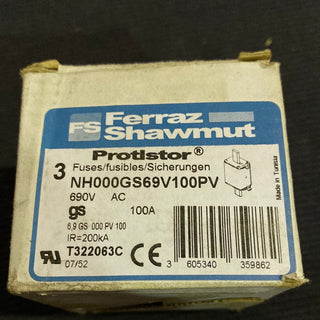 FS Ferraz
Shawmut
Protistor®
3 Fuses/fusibles/Sicherungen
NH000GS69V100PV
690V AC
gs 100A
6,9 GS 000 PV 100
IR=200kA
T322063C
07/52
Made in Tunisia
CE
3 605340 359862